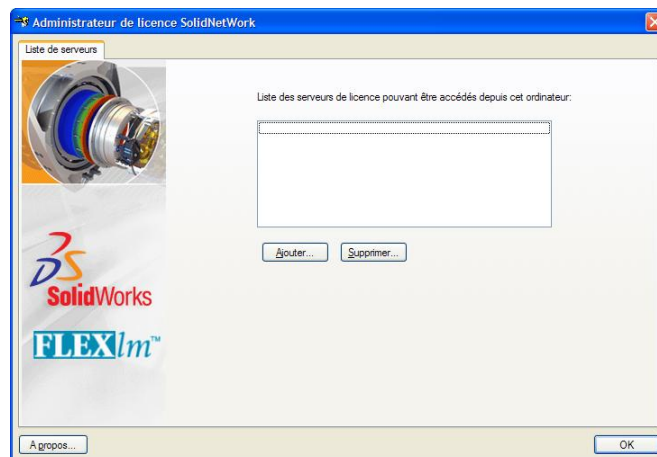 Administrateur de licence SolidNetWork
Liste de serveurs
Liste des serveurs de licence pouvant être accédés depuis cet ordinateur:
Ajouter...
Supprimer...
DS
SolidWorks
FLEXlm™
A propos...
OK